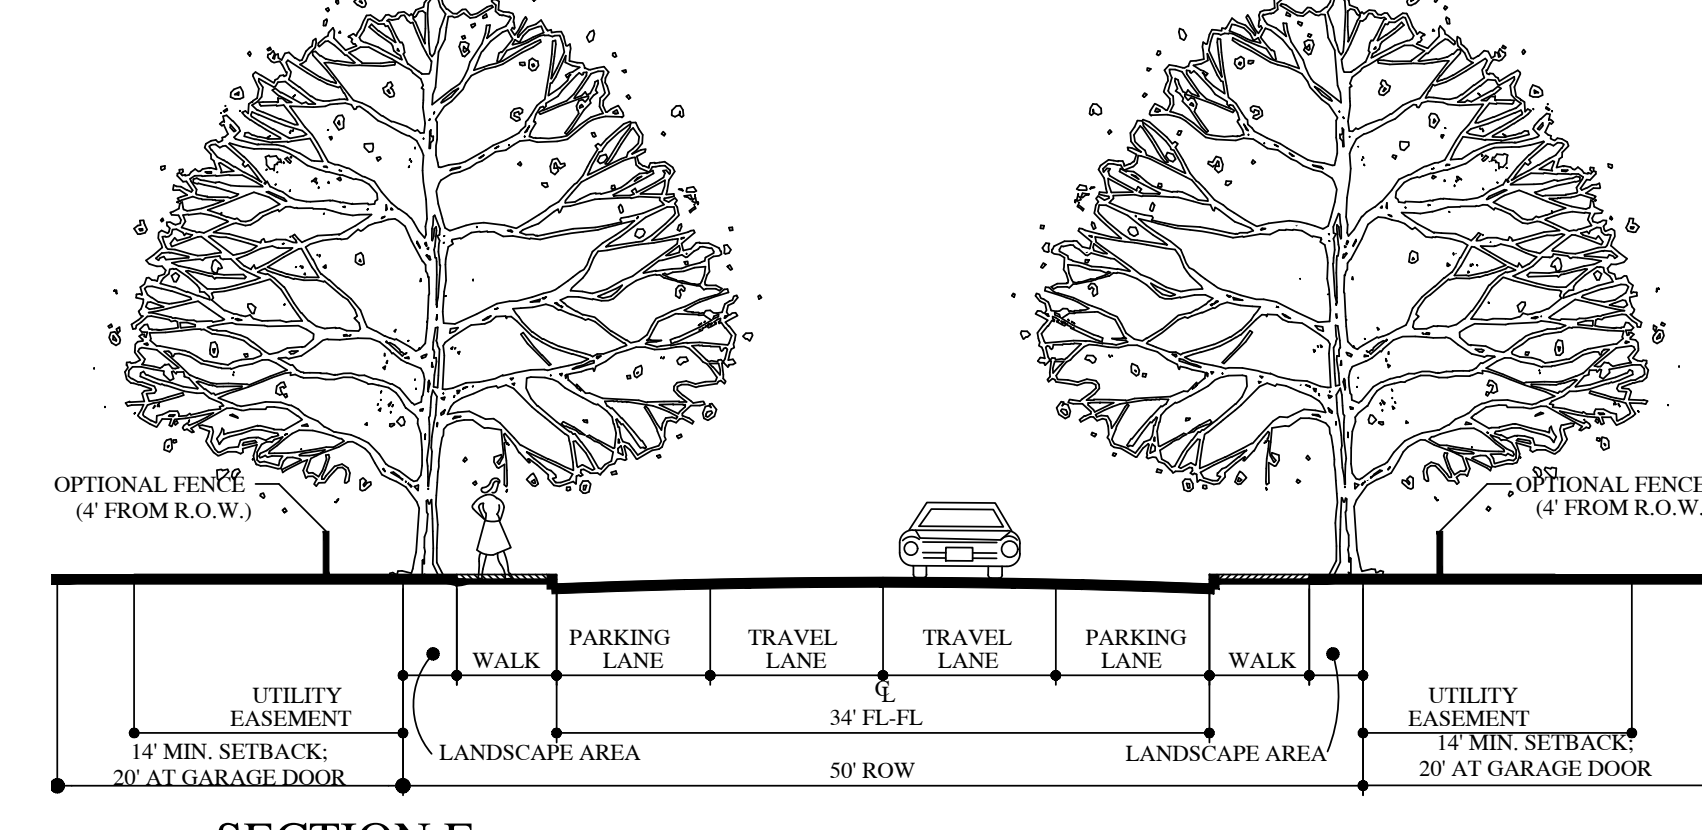 OPTIONAL FENCE
(4' FROM R.O.W.)
OPTIONAL FENCE
(4' FROM R.O.W.
PARKING
LANE
TRAVEL
LANE
TRAVEL
LANE
PARKING
LANE
WALK
WALK
CL
UTILITY
EASEMENT
34' FL-FL
UTILITY
EASEMENT
14' MIN. SETBACK;
20' AT GARAGE DOOR
LANDSCAPE AREA
50' ROW
LANDSCAPE AREA
14' MIN. SETBACK;
20' AT GARAGE DOOR
SECTION E